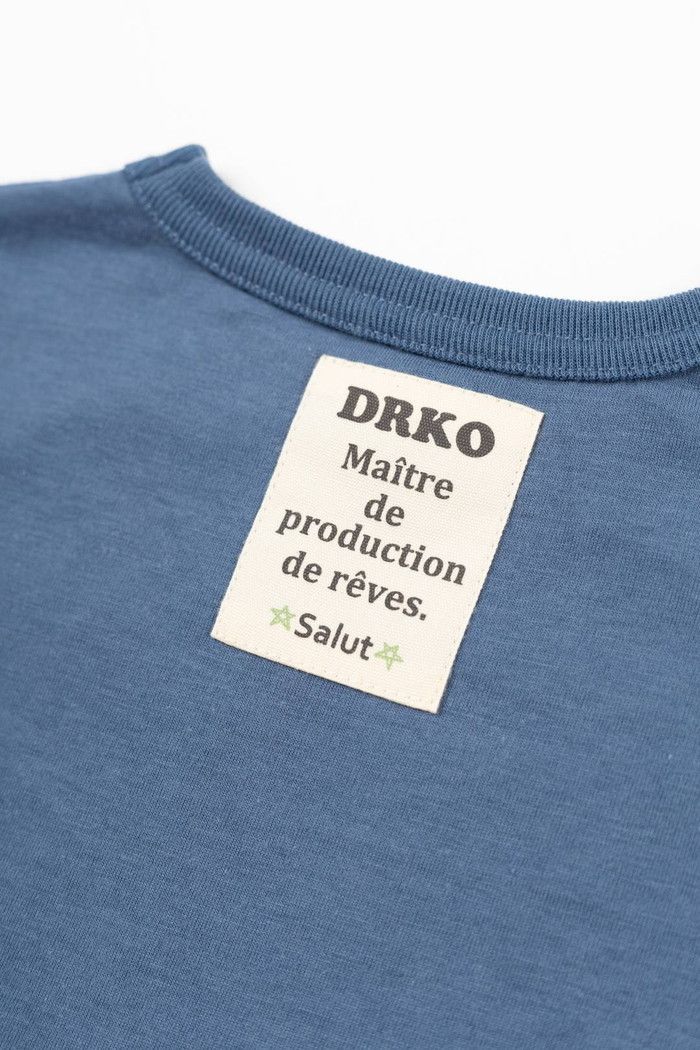 DRKO
Maître
de
production
de rêves.
Salut